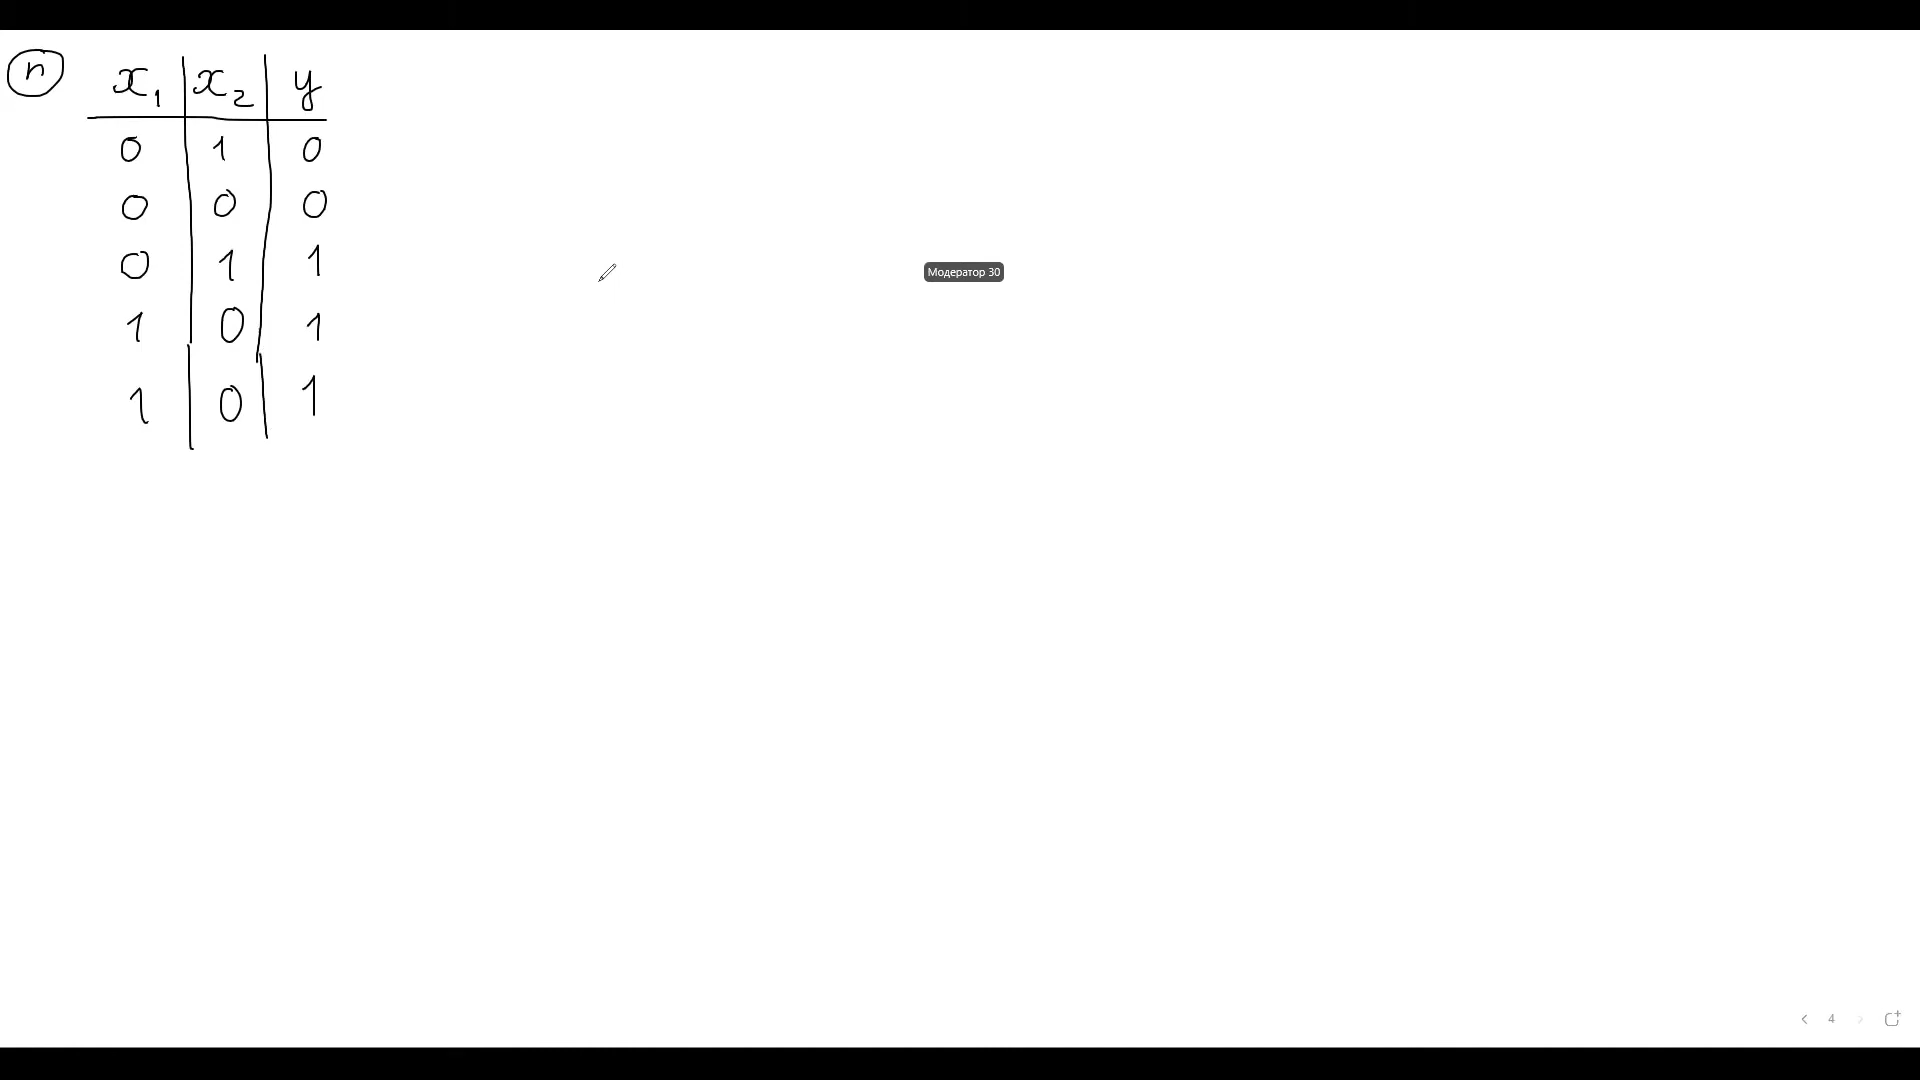 n
x₁ x₂ y
0 1 0
0 0 0
0 1 1
1 0 1
1 0 1
Модератор 30
< 4 >